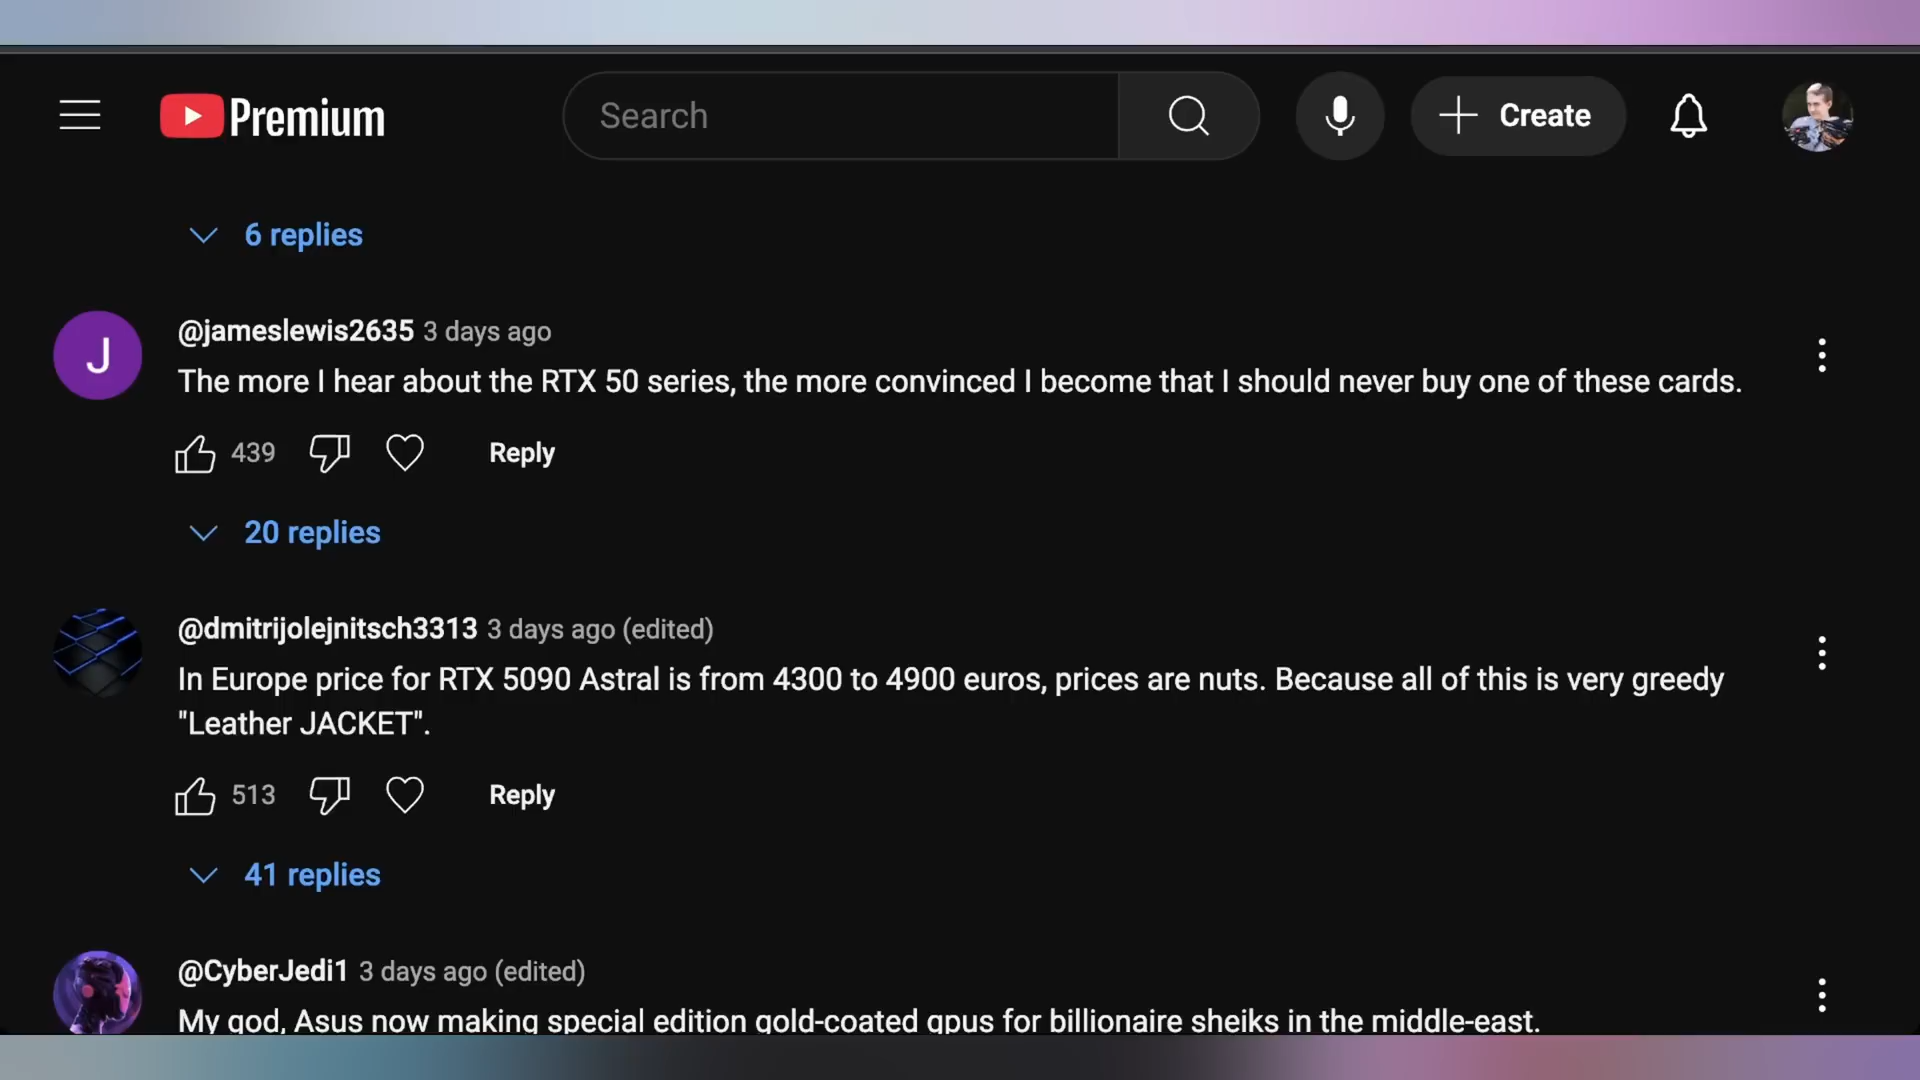 Premium
Search
Create
6 replies
J
@jameslewis2635 3 days ago
The more I hear about the RTX 50 series, the more convinced I become that I should never buy one of these cards.
439
Reply
20 replies
@dmitrijolejnitsch3313 3 days ago (edited)
In Europe price for RTX 5090 Astral is from 4300 to 4900 euros, prices are nuts. Because all of this is very greedy
"Leather JACKET".
513
Reply
41 replies
@CyberJedi1 3 days ago (edited)
My god, Asus now making special edition gold-coated gpus for billionaire sheiks in the middle-east.